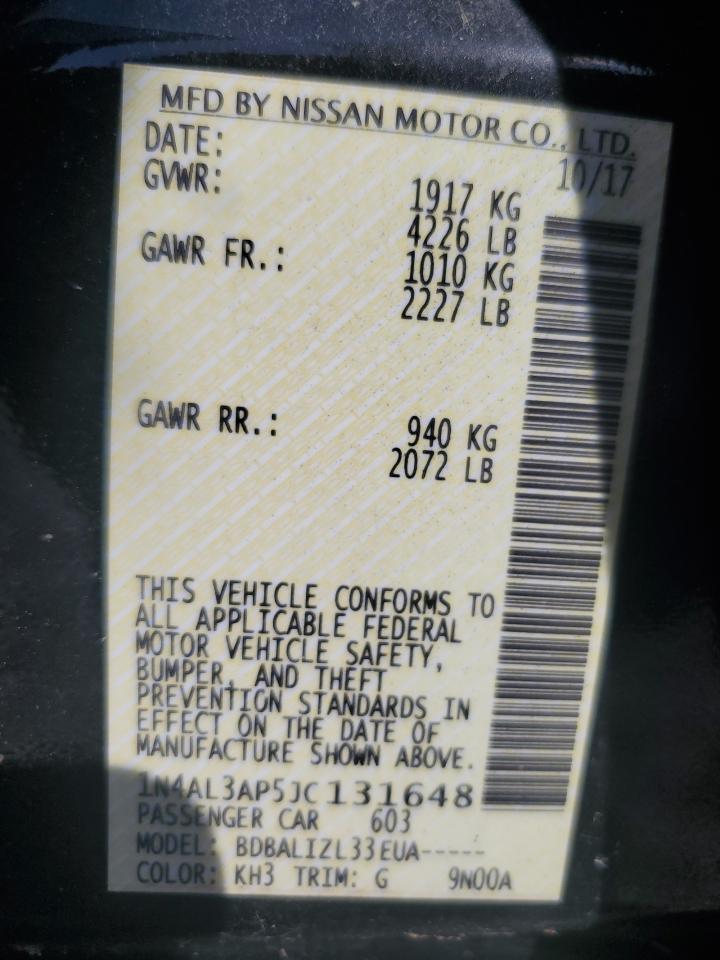 MFD BY NISSAN MOTOR CO., LTD.
DATE: 10/17
GVWR: 1917 KG
4226 LB
GAWR FR.: 1010 KG
2227 LB
GAWR RR.: 940 KG
2072 LB
THIS VEHICLE CONFORMS TO
ALL APPLICABLE FEDERAL
MOTOR VEHICLE SAFETY,
BUMPER, AND THEFT
PREVENTION STANDARDS IN
EFFECT ON THE DATE OF
MANUFACTURE SHOWN ABOVE.
1N4AL3AP5JC131648
PASSENGER CAR 603
MODEL: BDBALIZL33EUA-----
COLOR: KH3 TRIM: G 9N00A